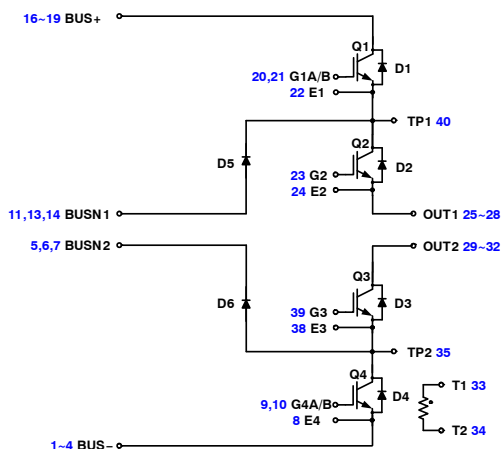 16~19 BUS+
Q1
D1
20,21 G1A/B
22 E1
TP1 40
Q2
D5
D2
23 G2
24 E2
11,13,14 BUSN1
OUT1 25~28
5,6,7 BUSN2
OUT2 29~32
Q3
D6
D3
39 G3
38 E3
TP2 35
Q4
D4
T1 33
9,10 G4A/B
8 E4
T2 34
1~4 BUS−